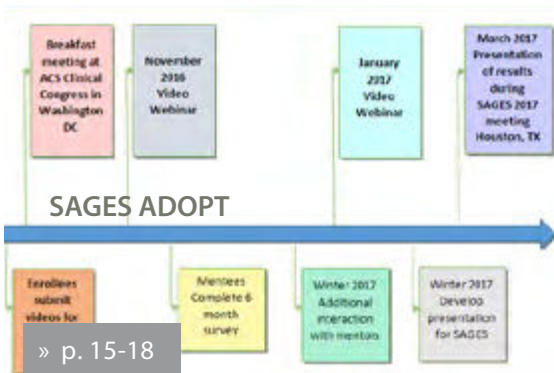 Breakfast
meeting at
ACS Clinical
Congress in
Washington
DC
November
2016
Video
Webinar
January
2017
Video
Webinar
March 2017
Presentation
of results
during
SAGES 2017
meeting
Houston, TX
SAGES ADOPT
Enrollees
submit
videos for
Mentees
Complete 6
month
survey
Winter 2017
Additional
interaction
with mentors
Winter 2017
Develop
presentation
for SAGES
» p. 15-18